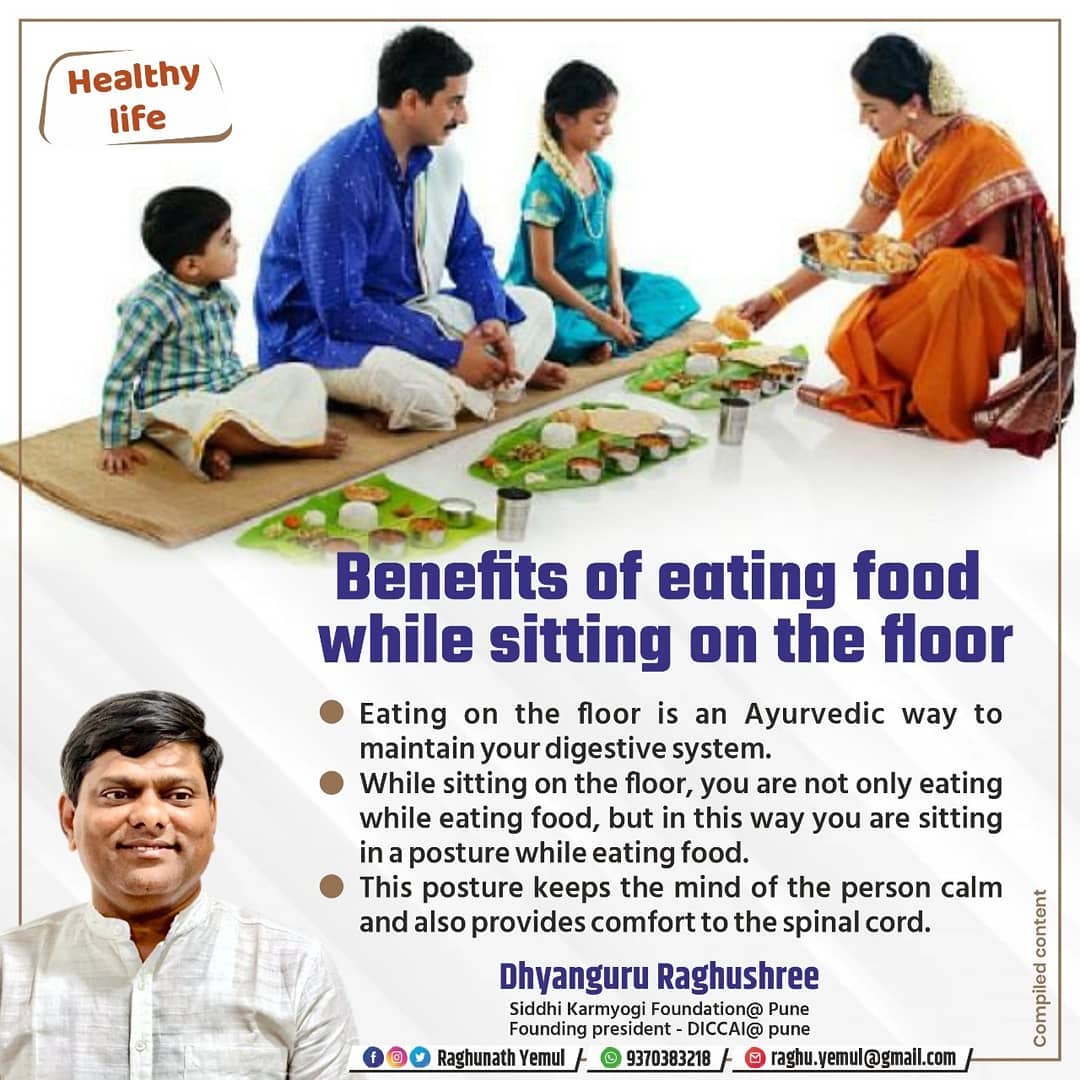 Healthy
life
Benefits of eating food
while sitting on the floor
Eating on the floor is an Ayurvedic way to
maintain your digestive system.
While sitting on the floor, you are not only eating
while eating food, but in this way you are sitting
in a posture while eating food.
This posture keeps the mind of the person calm
and also provides comfort to the spinal cord.
Dhyanguru Raghushree
Siddhi Karmyogi Foundation@ Pune
Founding president - DICCAI@ pune
Raghunath Yemul / 9370383218 / raghu.yemul@gmail.com /
Compiled content